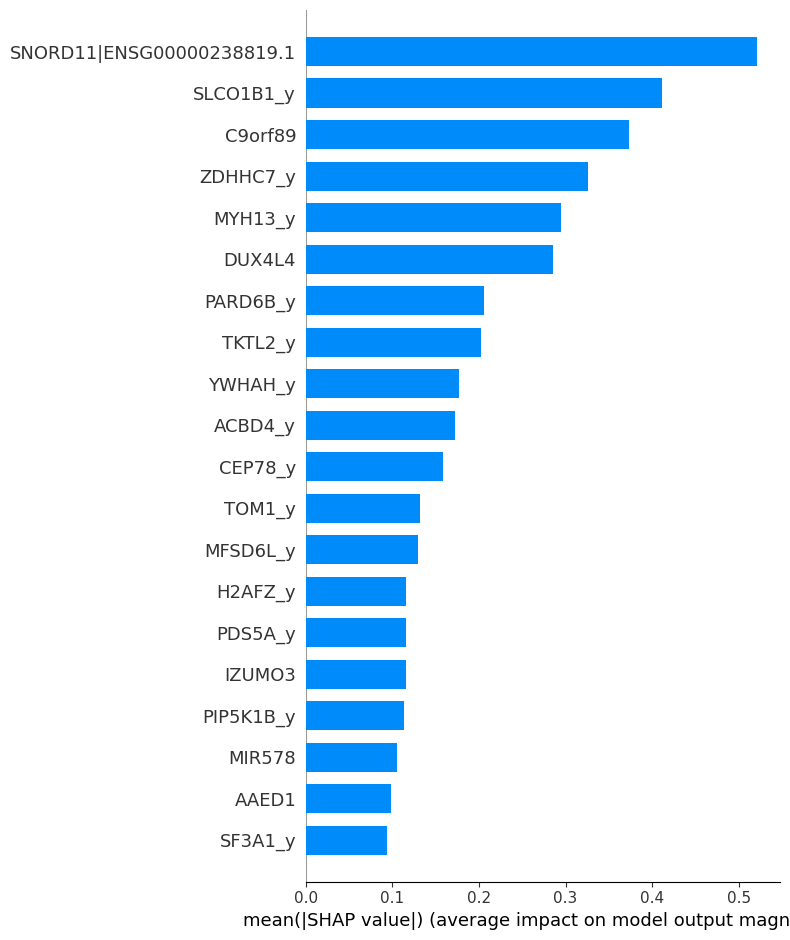 SNORD11|ENSG00000238819.1
SLCO1B1_y
C9orf89
ZDHHC7_y
MYH13_y
DUX4L4
PARD6B_y
TKTL2_y
YWHAH_y
ACBD4_y
CEP78_y
TOM1_y
MFSD6L_y
H2AFZ_y
PDS5A_y
IZUMO3
PIP5K1B_y
MIR578
AAED1
SF3A1_y
0.0 0.1 0.2 0.3 0.4 0.5
mean(|SHAP value|) (average impact on model output magn